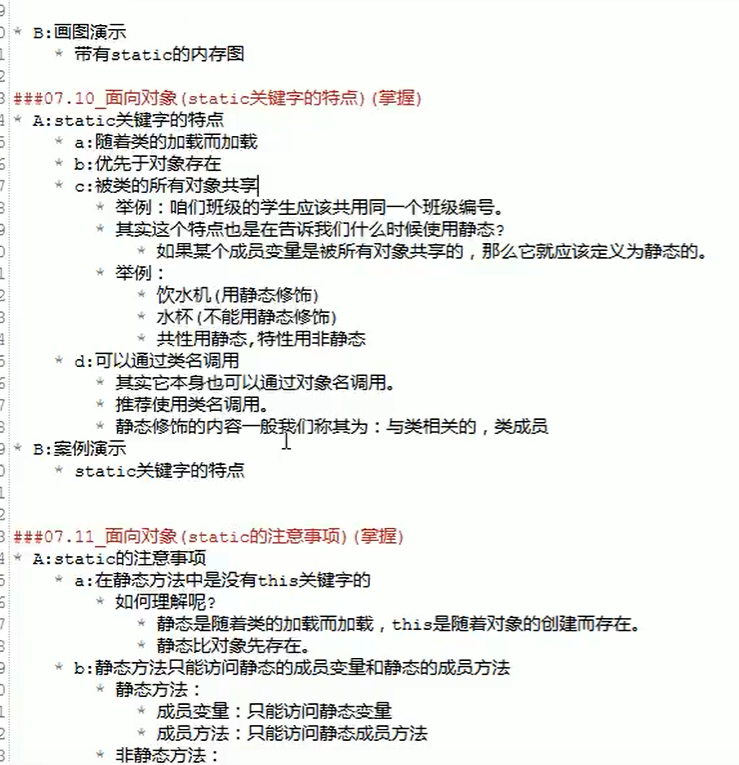 * B:画图演示
* 带有static的内存图
###07.10_面向对象(static关键字的特点)(掌握)
* A:static关键字的特点
* a:随着类的加载而加载
* b:优先于对象存在
* c:被类的所有对象共享
* 举例：咱们班级的学生应该共用同一个班级编号。
* 其实这个特点也是在告诉我们什么时候使用静态?
* 如果某个成员变量是被所有对象共享的，那么它就应该定义为静态的。
* 举例：
* 饮水机(用静态修饰)
* 水杯(不能用静态修饰)
* 共性用静态,特性用非静态
* d:可以通过类名调用
* 其实它本身也可以通过对象名调用。
* 推荐使用类名调用。
* 静态修饰的内容一般我们称其为：与类相关的，类成员
* B:案例演示
* static关键字的特点
###07.11_面向对象(static的注意事项)(掌握)
* A:static的注意事项
* a:在静态方法中是没有this关键字的
* 如何理解呢?
* 静态是随着类的加载而加载，this是随着对象的创建而存在。
* 静态比对象先存在。
* b:静态方法只能访问静态的成员变量和静态的成员方法
* 静态方法：
* 成员变量：只能访问静态变量
* 成员方法：只能访问静态成员方法
* 非静态方法：